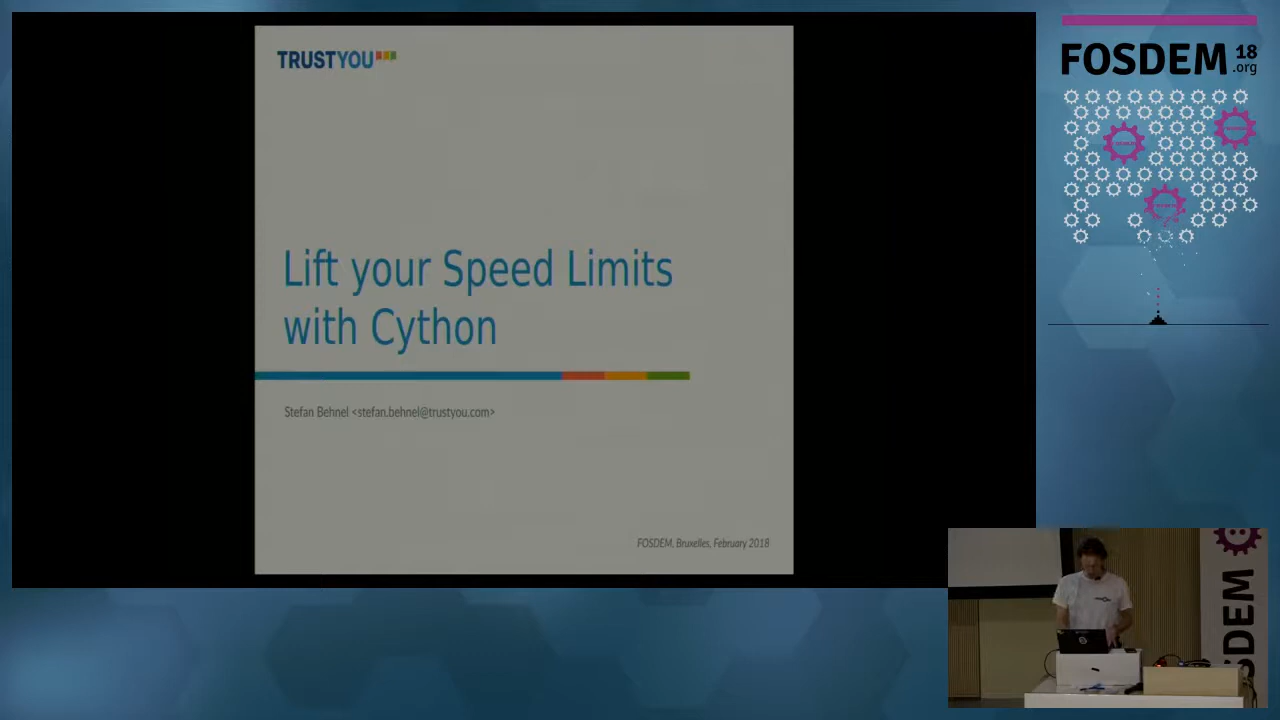 TRUSTYOU
Lift your Speed Limits
with Cython
Stefan Behnel <stefan.behnel@trustyou.com>
FOSDEM, Bruxelles, February 2018
FOSDEM 18
.org
SDEM